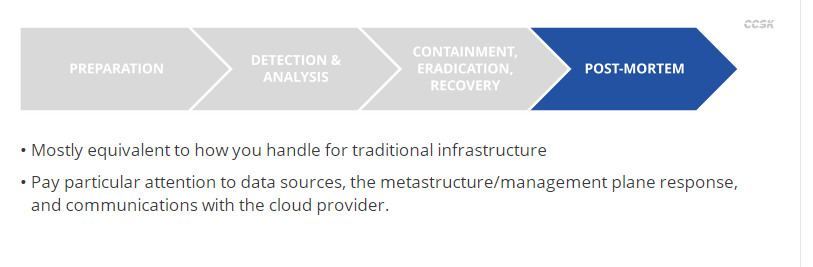 CCSK
PREPARATION
DETECTION &
ANALYSIS
CONTAINMENT,
ERADICATION,
RECOVERY
POST-MORTEM
• Mostly equivalent to how you handle for traditional infrastructure
• Pay particular attention to data sources, the metastructure/management plane response,
and communications with the cloud provider.